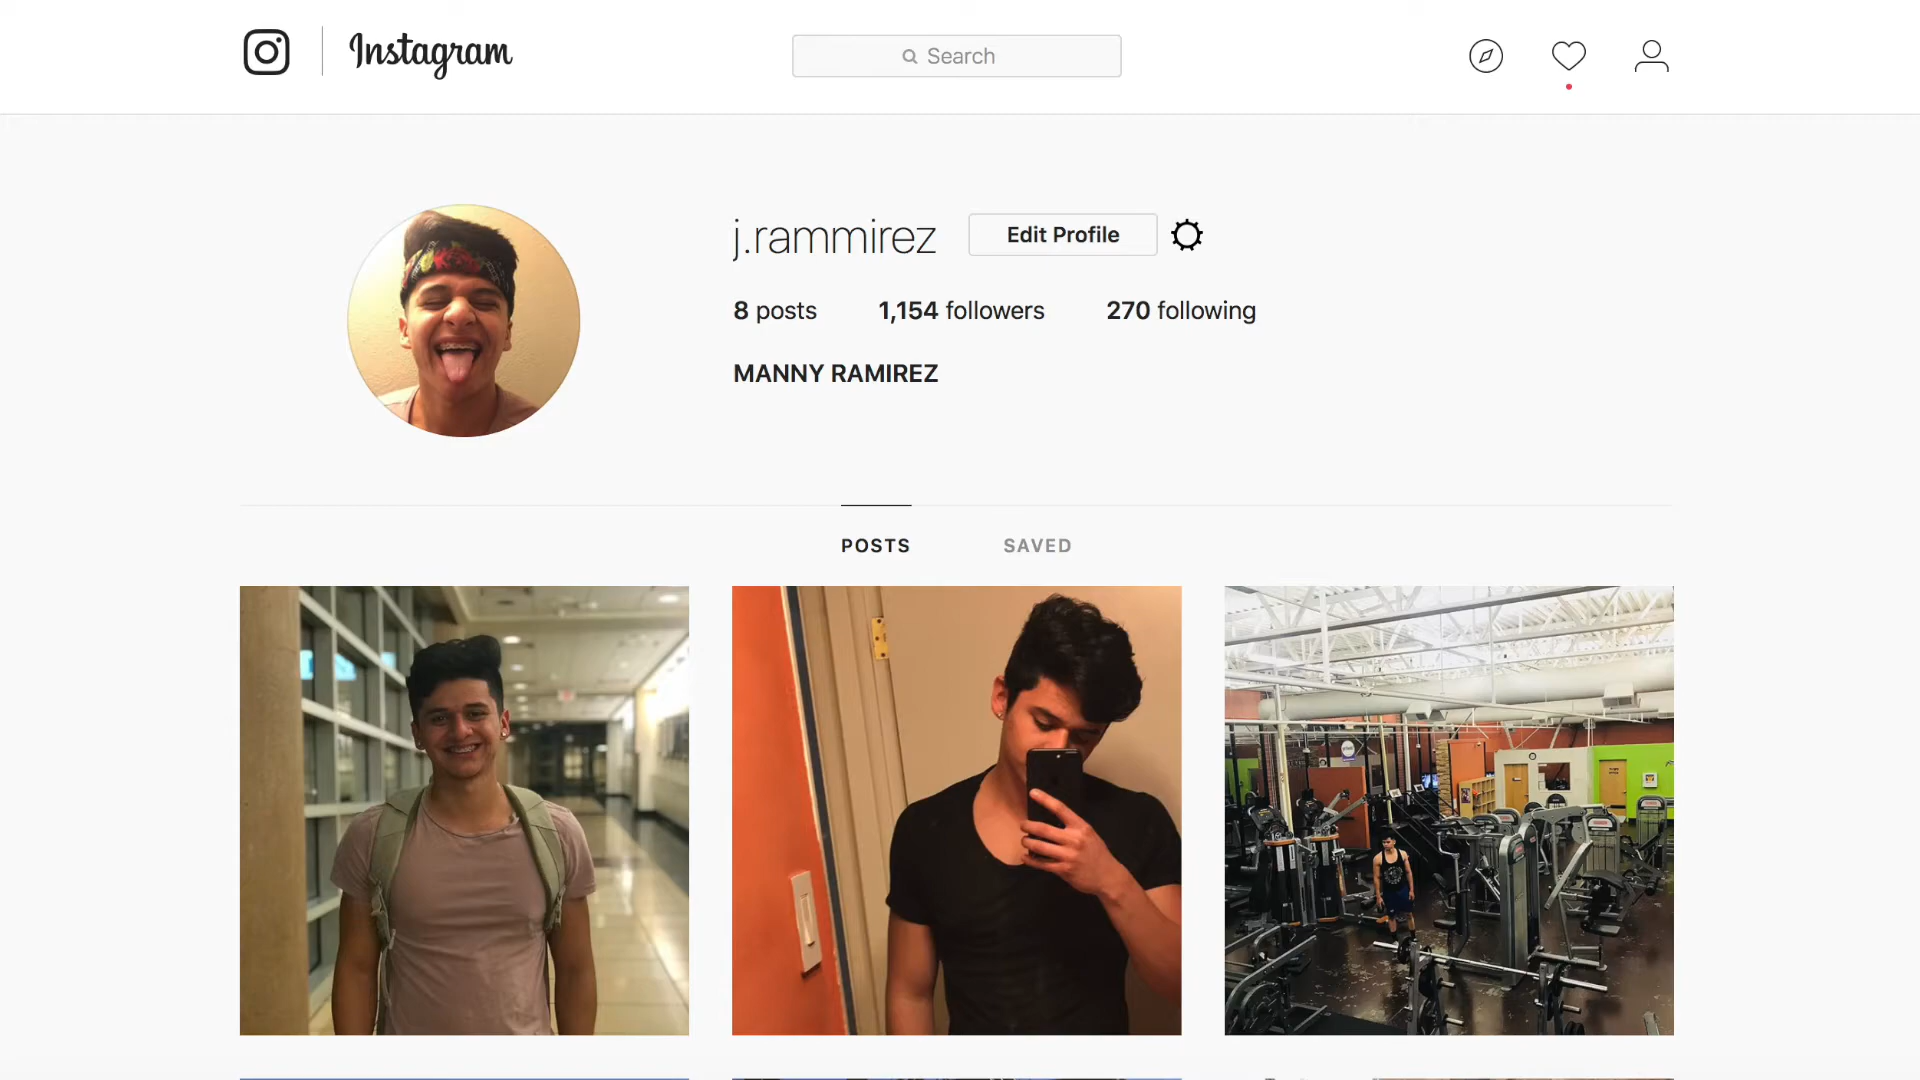 Instagram
Search
j.rammirez
Edit Profile
8 posts 1,154 followers 270 following
MANNY RAMIREZ
POSTS SAVED